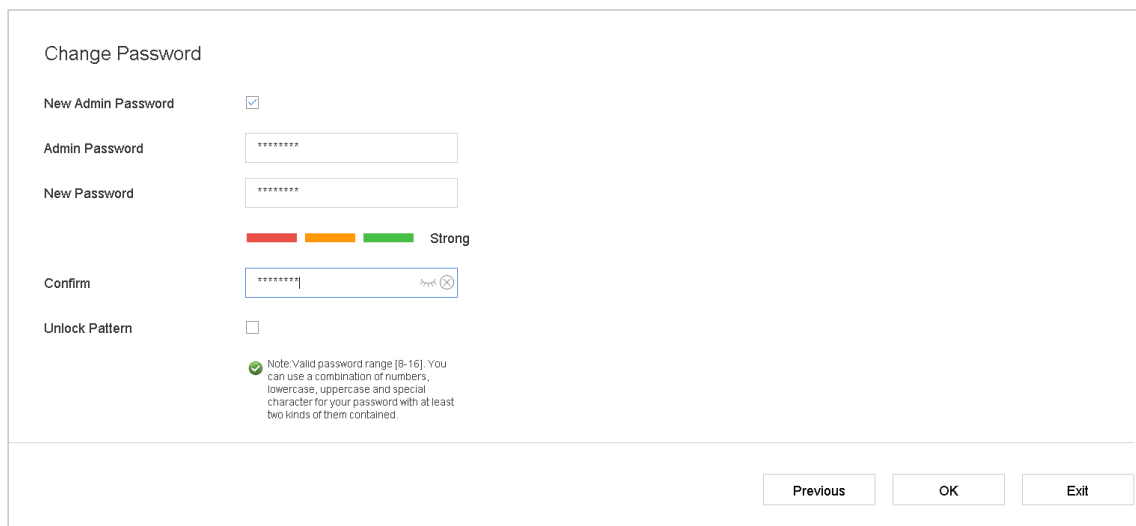 Change Password
New Admin Password
Admin Password ********
New Password ********
Strong
Confirm ********
Unlock Pattern
Note:Valid password range [8-16]. You
can use a combination of numbers,
lowercase, uppercase and special
character for your password with at least
two kinds of them contained.
Previous OK Exit